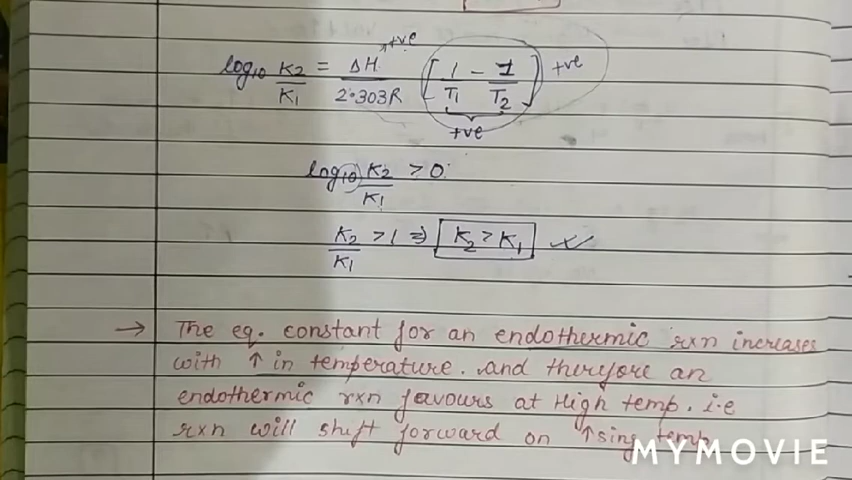 +ve
log₁₀ K₂/K₁ = ΔH/2.303R [1/T₁ - 1/T₂] +ve
+ve
log₁₀ K₂/K₁ > 0
K₂/K₁ > 1 ⇒ K₂ > K₁
→ The eq. constant for an endothermic rxn increases
with ↑ in temperature. and therefore an
endothermic rxn favours at High temp. i.e
rxn will shift forward on ↑sing temp
MYMOVIE